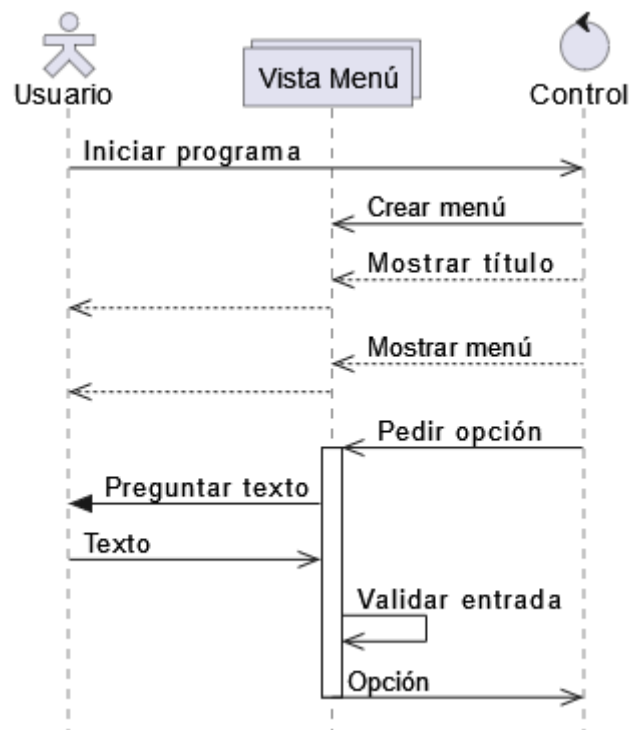 Usuario
Vista Menú
Control
Iniciar programa
Crear menú
Mostrar título
Mostrar menú
Pedir opción
Preguntar texto
Texto
Validar entrada
Opción